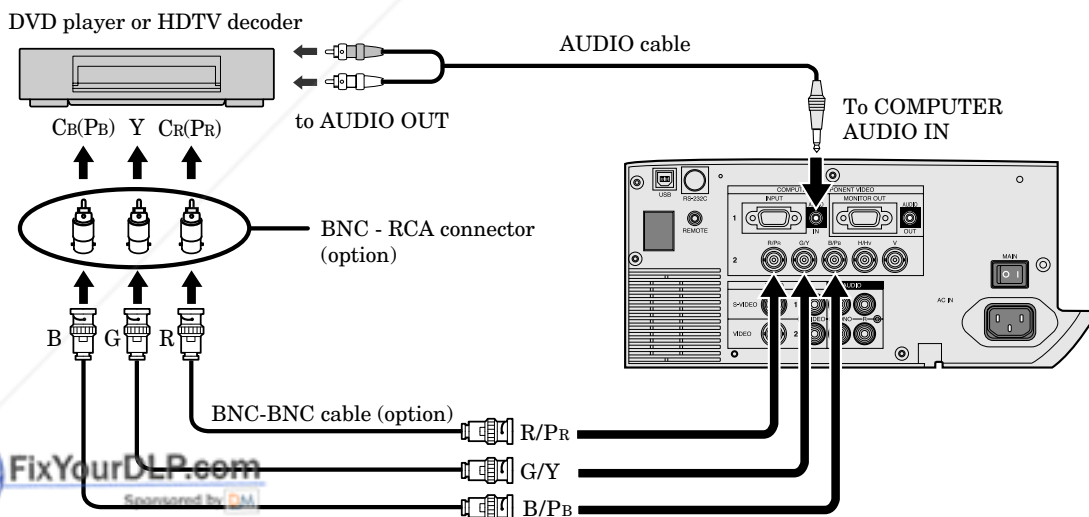 DVD player or HDTV decoder
AUDIO cable
to AUDIO OUT
To COMPUTER
AUDIO IN
CB(PB) Y CR(PR)
BNC - RCA connector
(option)
B G R
BNC-BNC cable (option)
R/PR
G/Y
B/PB
USB
RS-232C
REMOTE
INPUT
IN
MONITOR OUT
AUDIO
OUT
1
2
R/PR G/Y B/PB H/HV V
S-VIDEO 1
VIDEO 2
R
MAIN
AC IN
FixYourDLP.com
Sponsored by DM